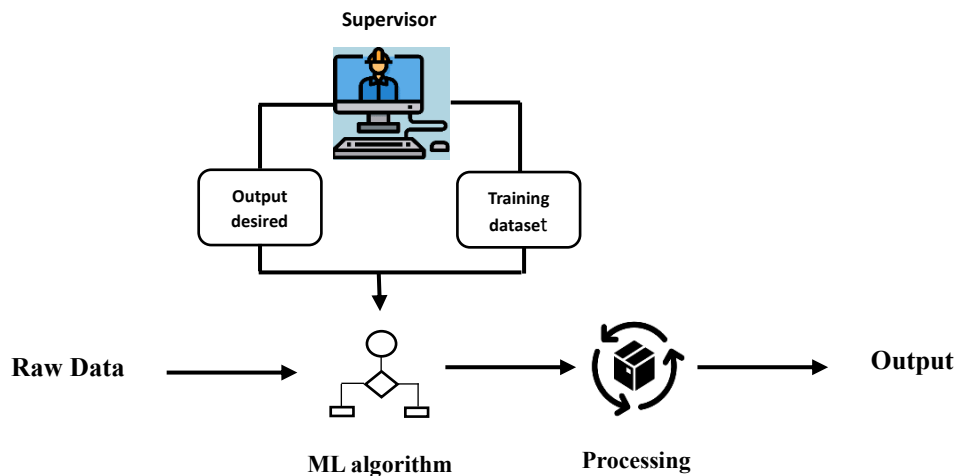 Supervisor
Output
desired
Training
dataset
Raw Data
Output
ML algorithm
Processing